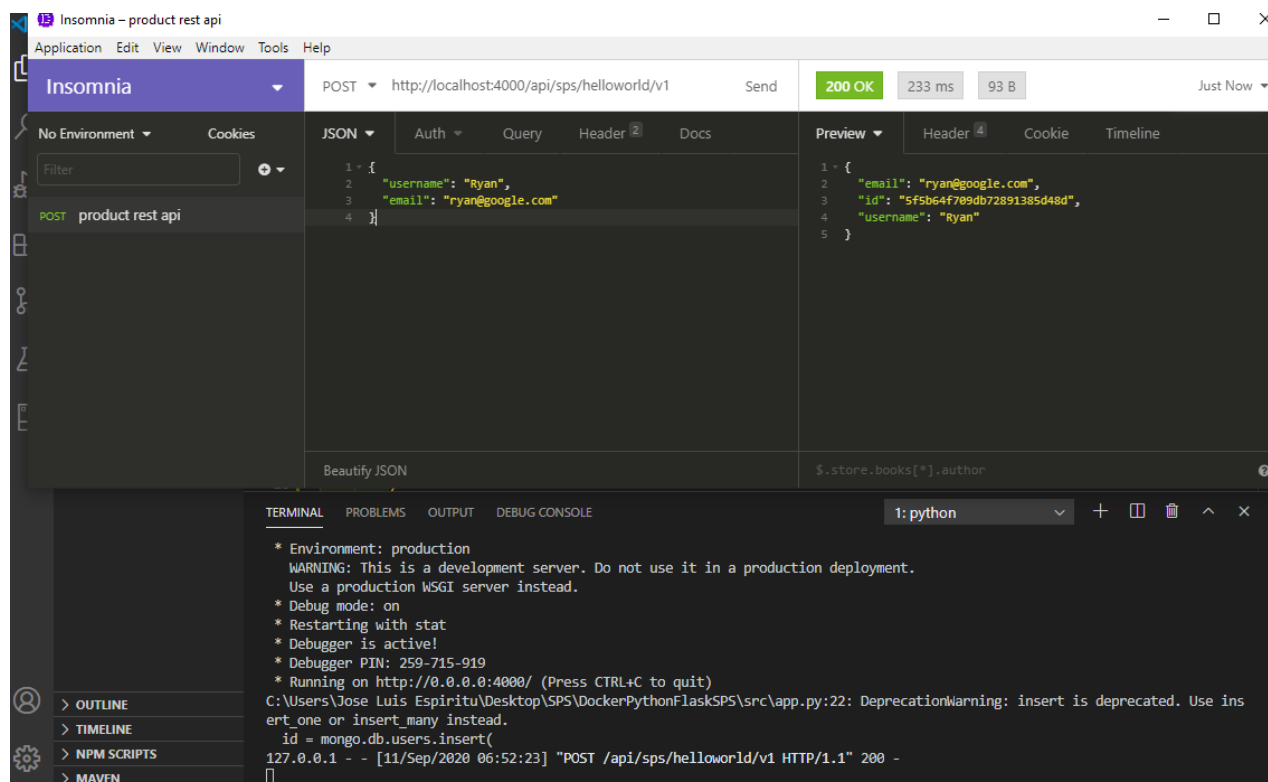 Insomnia – product rest api
Application Edit View Window Tools Help
Insomnia
POST http://localhost:4000/api/sps/helloworld/v1 Send
200 OK 233 ms 93 B Just Now
No Environment Cookies
JSON Auth Query Header 2 Docs
Preview Header 4 Cookie Timeline
Filter
POST product rest api
1 {
2 "username": "Ryan",
3 "email": "ryan@google.com"
4 }
1 {
2 "email": "ryan@google.com",
3 "id": "5f5b64f709db72891385d48d",
4 "username": "Ryan"
5 }
Beautify JSON
$.store.books[*].author
TERMINAL PROBLEMS OUTPUT DEBUG CONSOLE 1: python
* Environment: production
WARNING: This is a development server. Do not use it in a production deployment.
Use a production WSGI server instead.
* Debug mode: on
* Restarting with stat
* Debugger is active!
* Debugger PIN: 259-715-919
* Running on http://0.0.0.0:4000/ (Press CTRL+C to quit)
C:\Users\Jose Luis Espiritu\Desktop\SPS\DockerPythonFlaskSPS\src\app.py:22: DeprecationWarning: insert is deprecated. Use ins
ert_one or insert_many instead.
id = mongo.db.users.insert(
127.0.0.1 - - [11/Sep/2020 06:52:23] "POST /api/sps/helloworld/v1 HTTP/1.1" 200 -
> OUTLINE
> TIMELINE
> NPM SCRIPTS
> MAVEN